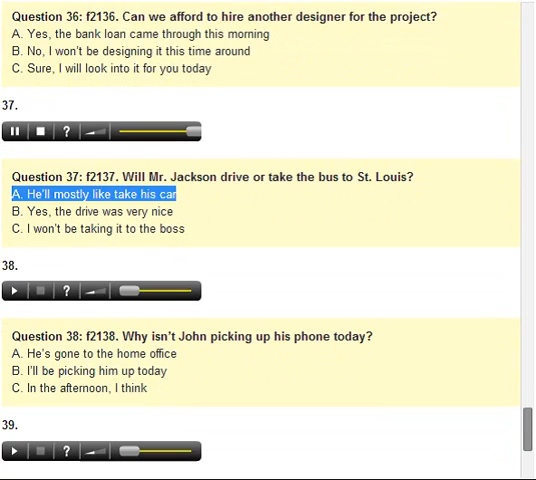 Question 36: f2136. Can we afford to hire another designer for the project?
A. Yes, the bank loan came through this morning
B. No, I won't be designing it this time around
C. Sure, I will look into it for you today
37.
?
Question 37: f2137. Will Mr. Jackson drive or take the bus to St. Louis?
A. He'll mostly like take his car
B. Yes, the drive was very nice
C. I won't be taking it to the boss
38.
?
Question 38: f2138. Why isn't John picking up his phone today?
A. He's gone to the home office
B. I'll be picking him up today
C. In the afternoon, I think
39.
?